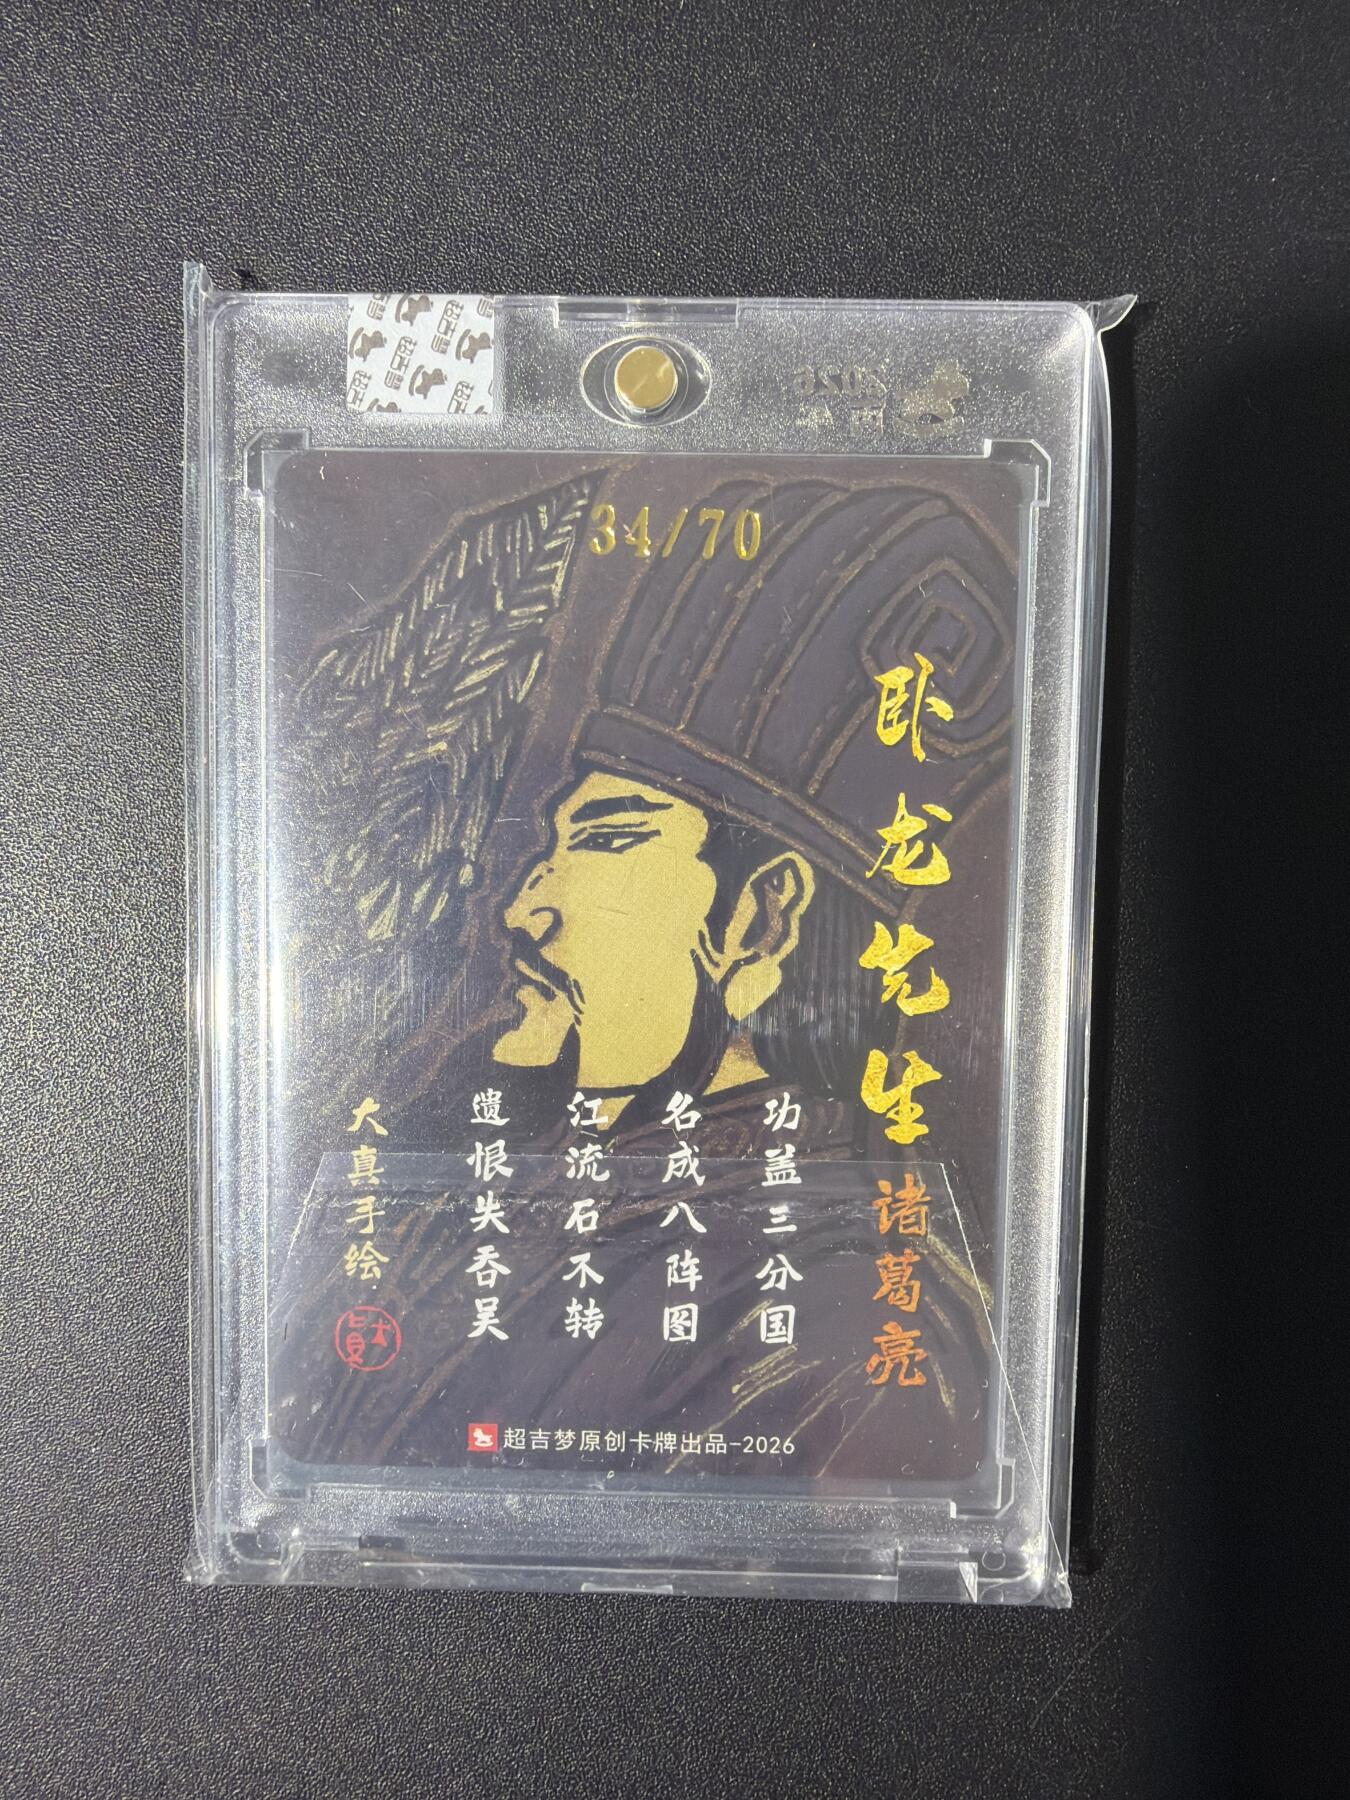 34/70
卧龙先生 诸葛亮
功盖三分国
名成八阵图
江流石不转
遗恨失吞吴
大真手绘
超吉梦原创卡牌出品-2026